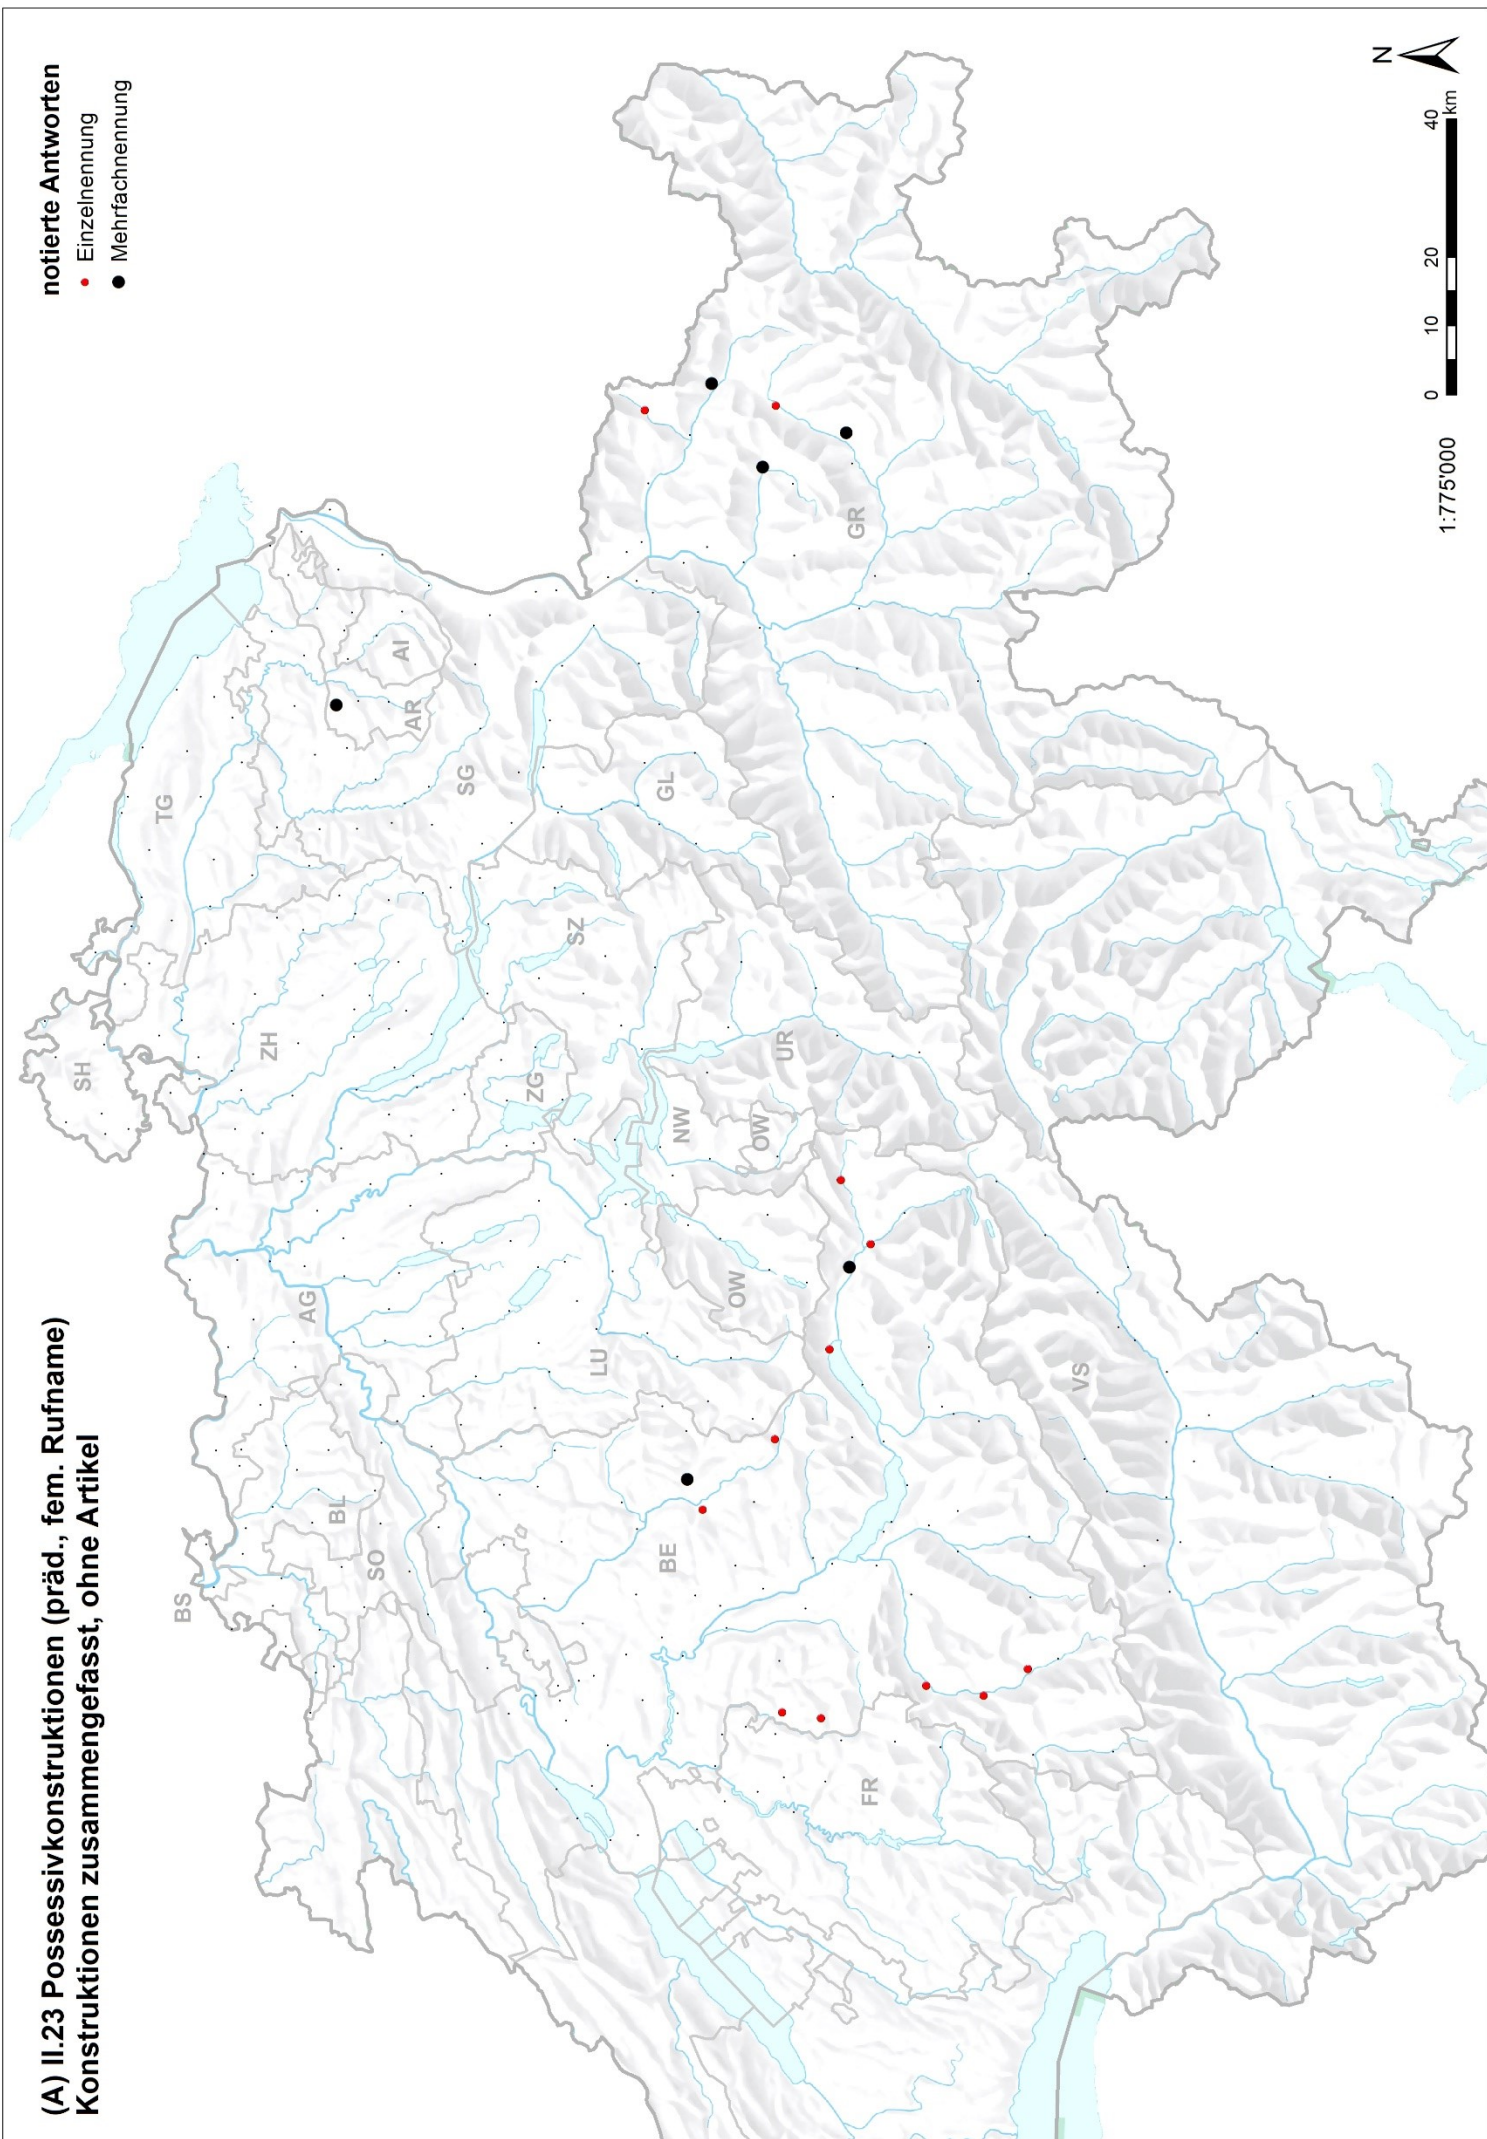 (A) II.23 Possessivkonstruktionen (präd., fem. Rufname)
Konstruktionen zusammengefasst, ohne Artikel
notierte Antworten
Einzelnennung
Mehrfachnennung
SH
BS
TG
ZH
AG
BL
SO
AI
AR
SG
ZG
SZ
LU
GL
NW
OW
OW
UR
BE
GR
FR
VS
1:775'000
0 10 20 40
km
N